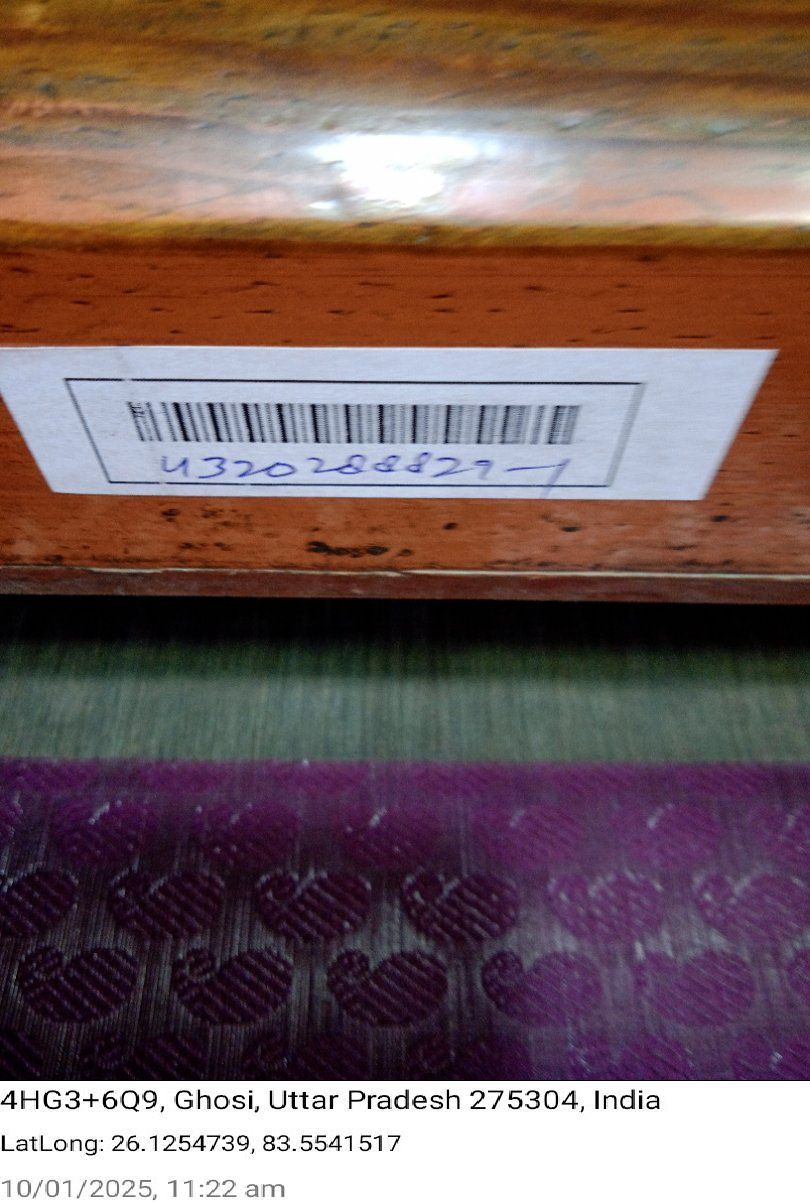 4320288829-1
4HG3+6Q9, Ghosi, Uttar Pradesh 275304, India
LatLong: 26.1254739, 83.5541517
10/01/2025, 11:22 am